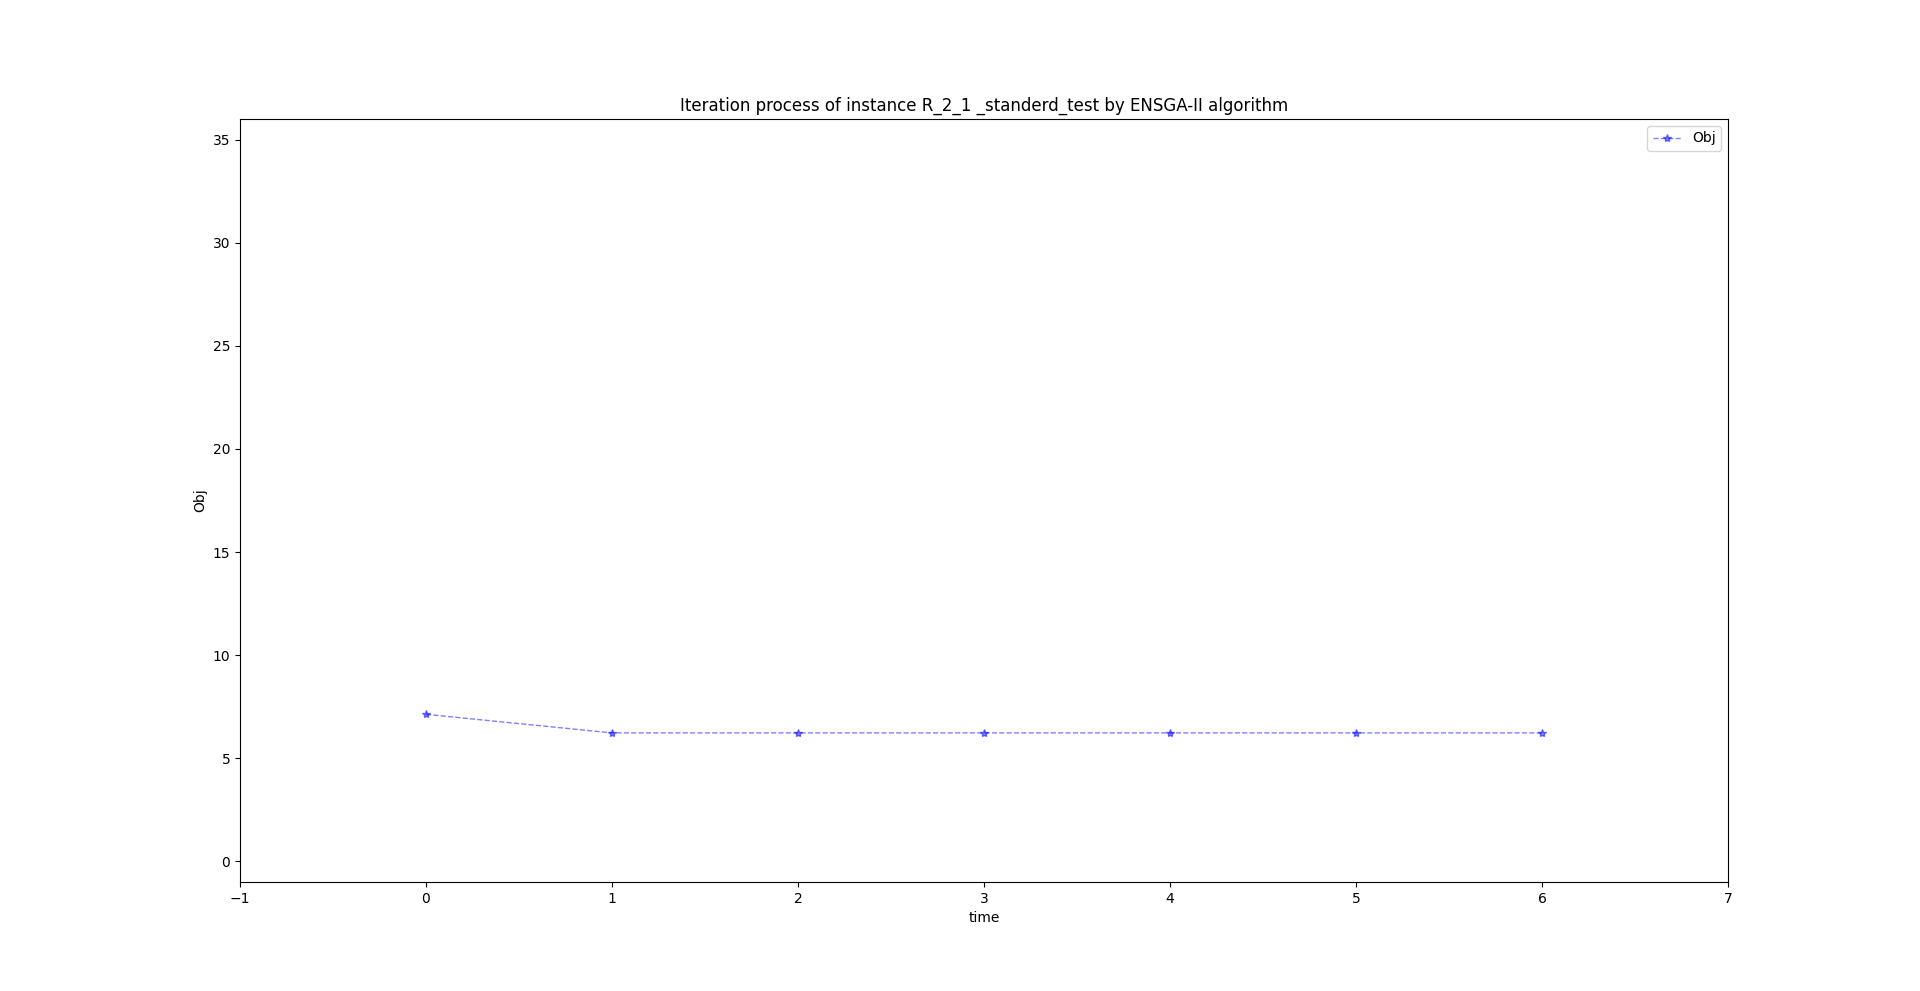 Iteration process of instance R_2_1 _standerd_test by ENSGA-II algorithm
Obj
35
30
25
20
15
10
5
0
Obj
−1 0 1 2 3 4 5 6 7
time